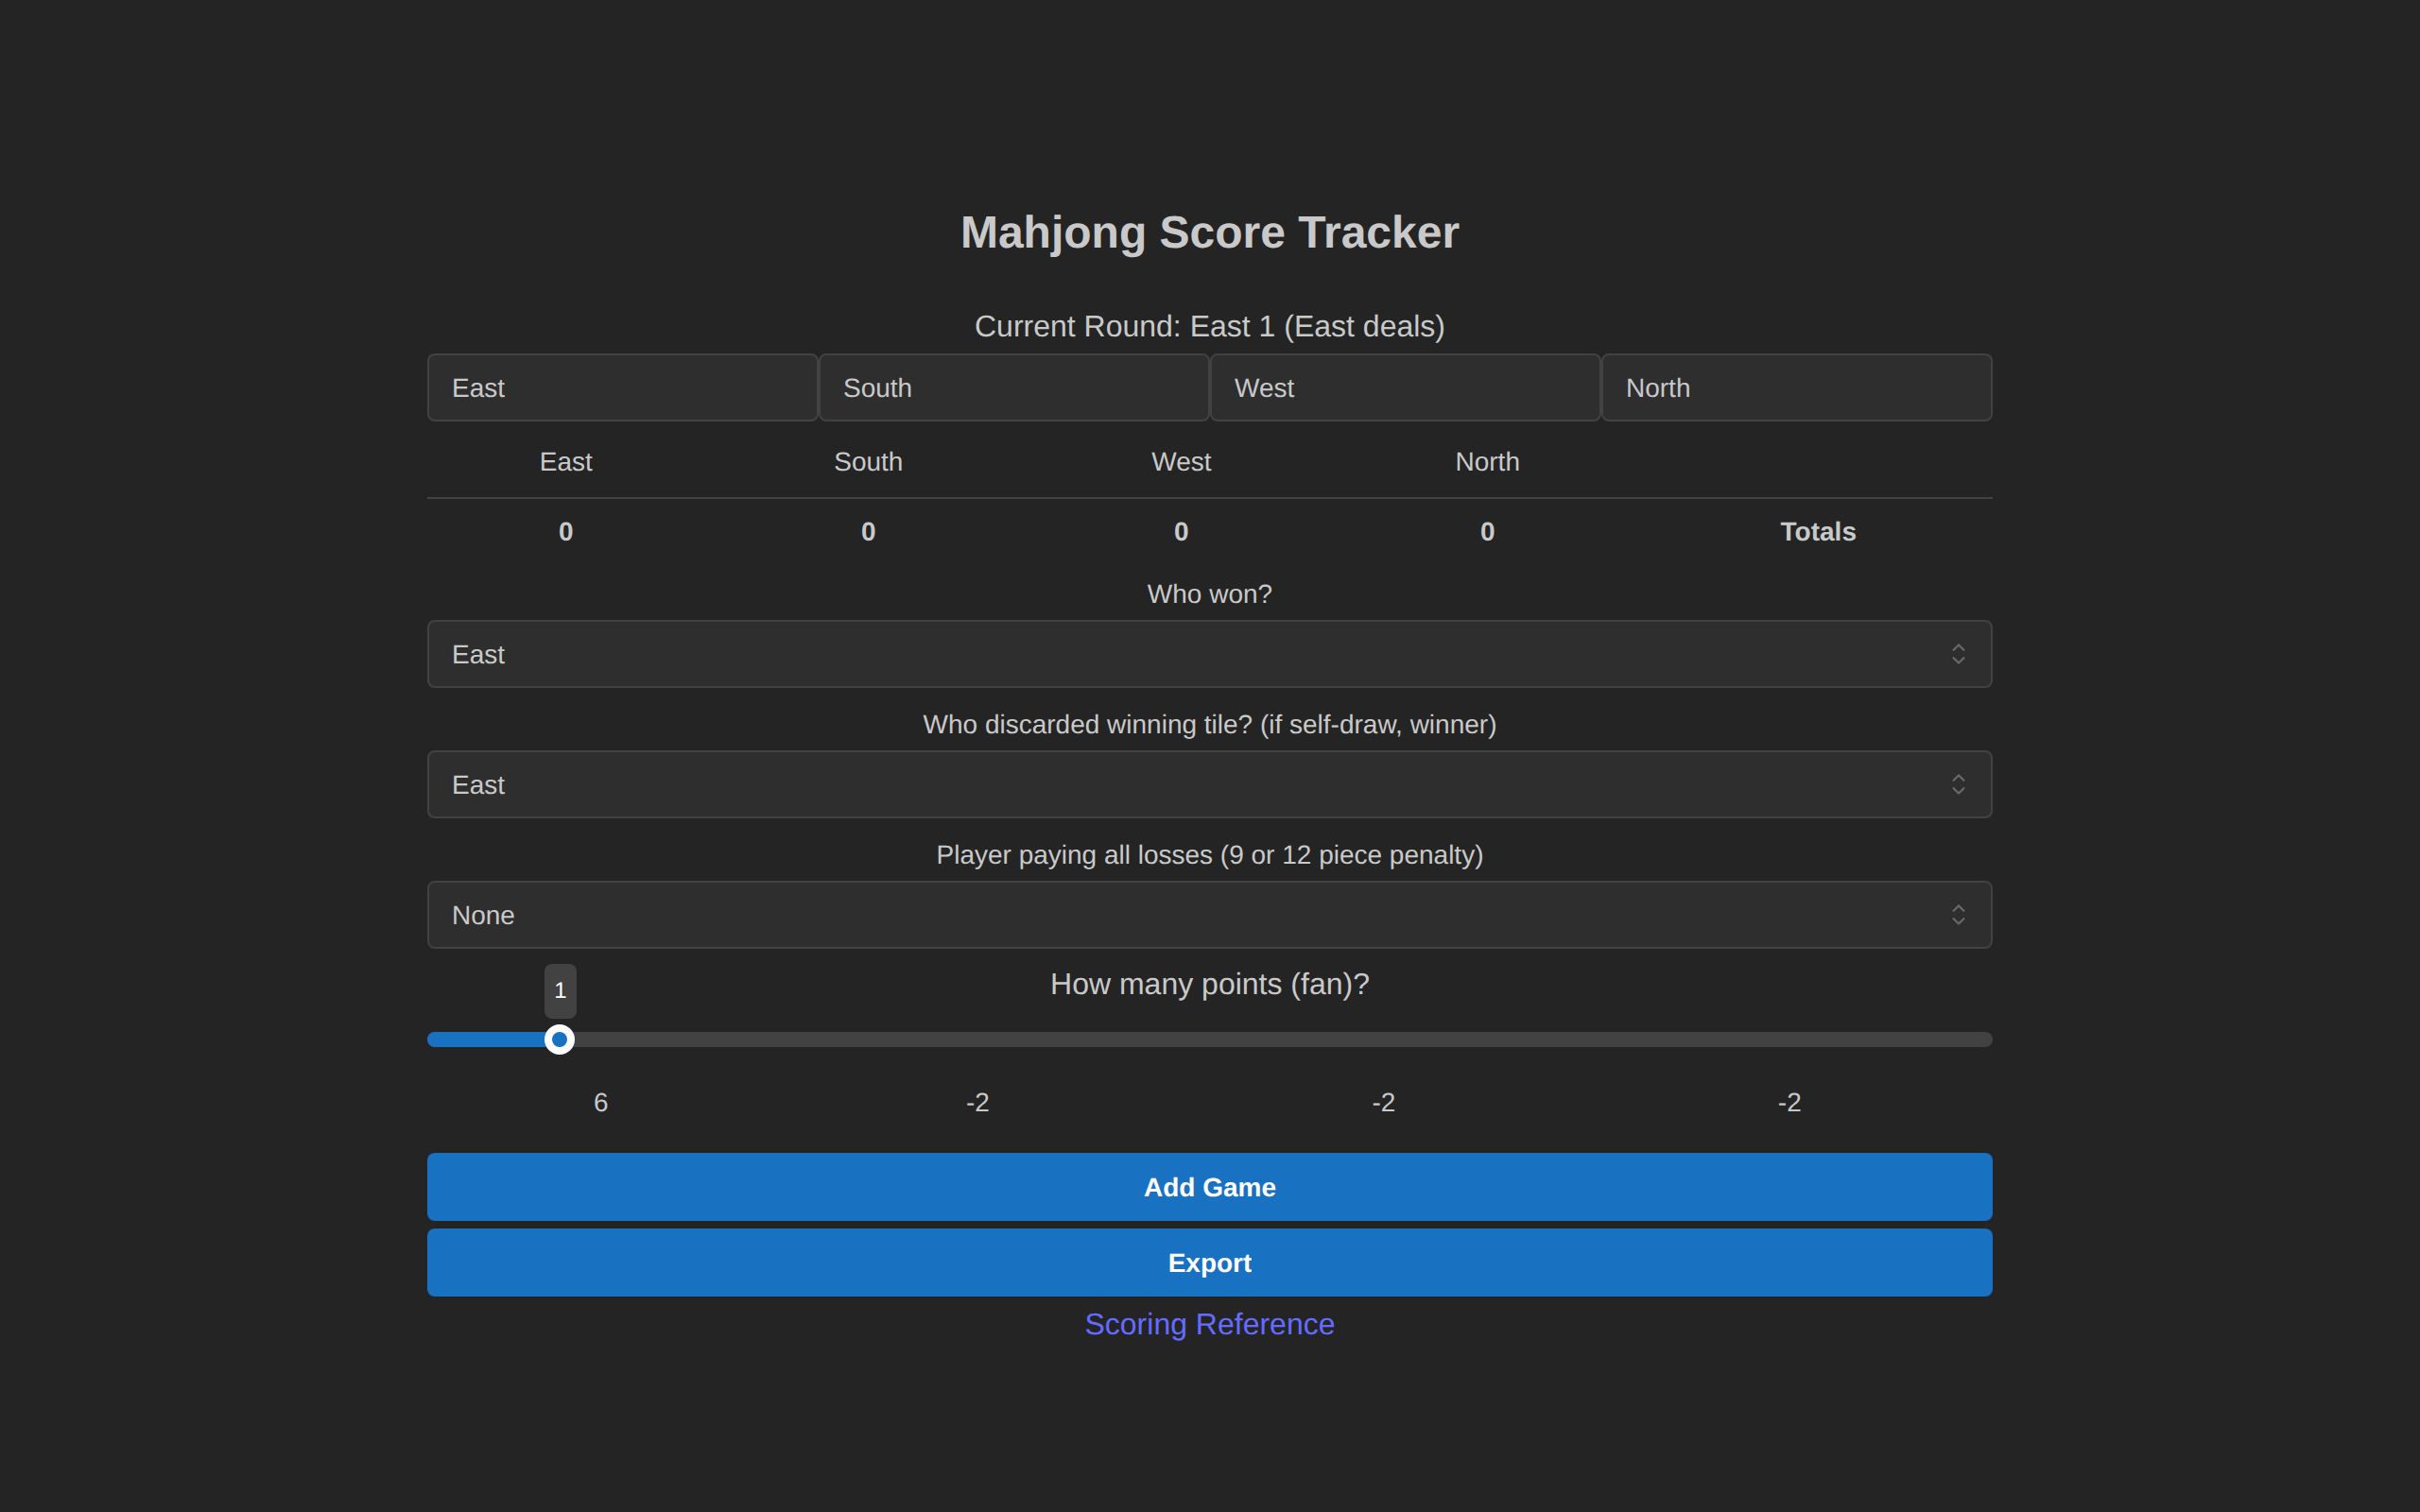 Mahjong Score Tracker
Current Round: East 1 (East deals)
East South West North
East South West North
0 0 0 0 Totals
Who won?
East
Who discarded winning tile? (if self-draw, winner)
East
Player paying all losses (9 or 12 piece penalty)
None
How many points (fan)?
1
6 -2 -2 -2
Add Game
Export
Scoring Reference